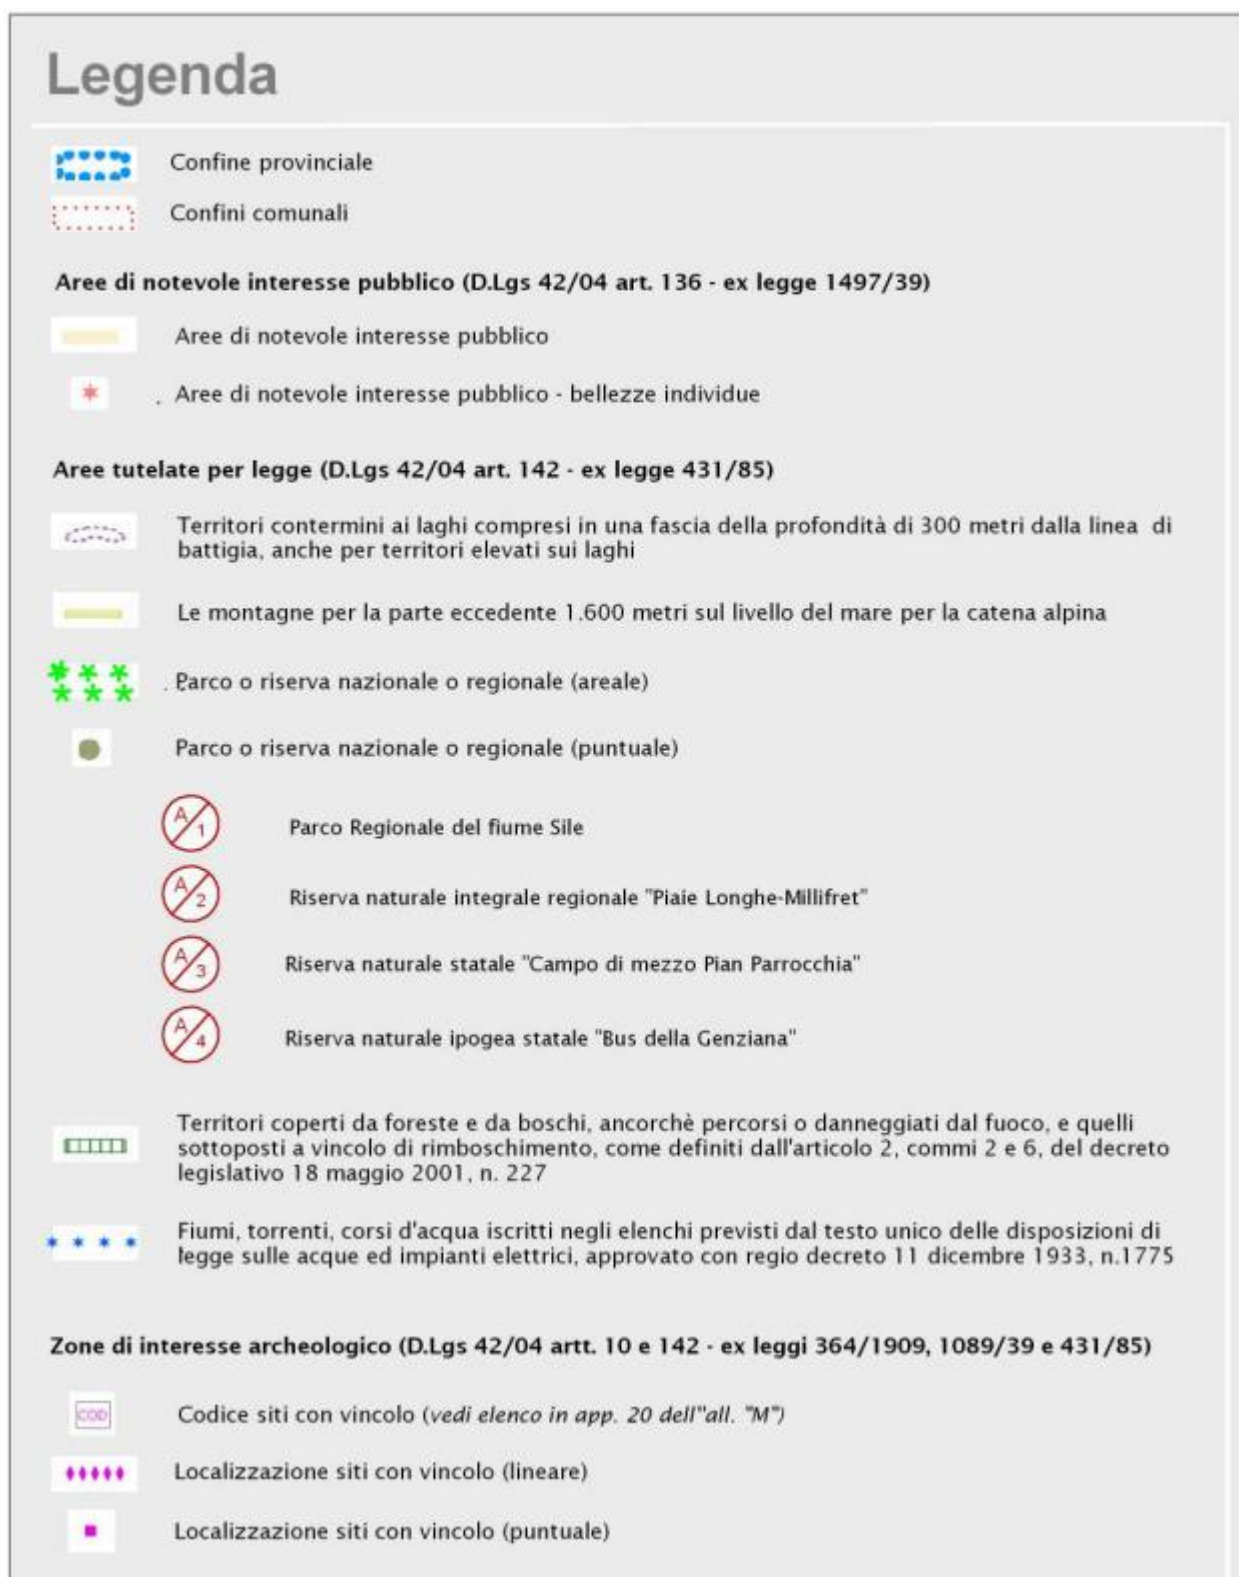 Legenda
Confine provinciale
Confini comunali
Aree di notevole interesse pubblico (D.Lgs 42/04 art. 136 - ex legge 1497/39)
Aree di notevole interesse pubblico
. Aree di notevole interesse pubblico - bellezze individue
Aree tutelate per legge (D.Lgs 42/04 art. 142 - ex legge 431/85)
Territori contermini ai laghi compresi in una fascia della profondità di 300 metri dalla linea di
battigia, anche per territori elevati sui laghi
Le montagne per la parte eccedente 1.600 metri sul livello del mare per la catena alpina
. Parco o riserva nazionale o regionale (areale)
Parco o riserva nazionale o regionale (puntuale)
A/1 Parco Regionale del fiume Sile
A/2 Riserva naturale integrale regionale "Piaie Longhe-Millifret"
A/3 Riserva naturale statale "Campo di mezzo Pian Parrocchia"
A/4 Riserva naturale ipogea statale "Bus della Genziana"
Territori coperti da foreste e da boschi, ancorchè percorsi o danneggiati dal fuoco, e quelli
sottoposti a vincolo di rimboschimento, come definiti dall'articolo 2, commi 2 e 6, del decreto
legislativo 18 maggio 2001, n. 227
Fiumi, torrenti, corsi d'acqua iscritti negli elenchi previsti dal testo unico delle disposizioni di
legge sulle acque ed impianti elettrici, approvato con regio decreto 11 dicembre 1933, n.1775
Zone di interesse archeologico (D.Lgs 42/04 artt. 10 e 142 - ex leggi 364/1909, 1089/39 e 431/85)
COD Codice siti con vincolo (vedi elenco in app. 20 dell''all. "M")
Localizzazione siti con vincolo (lineare)
Localizzazione siti con vincolo (puntuale)